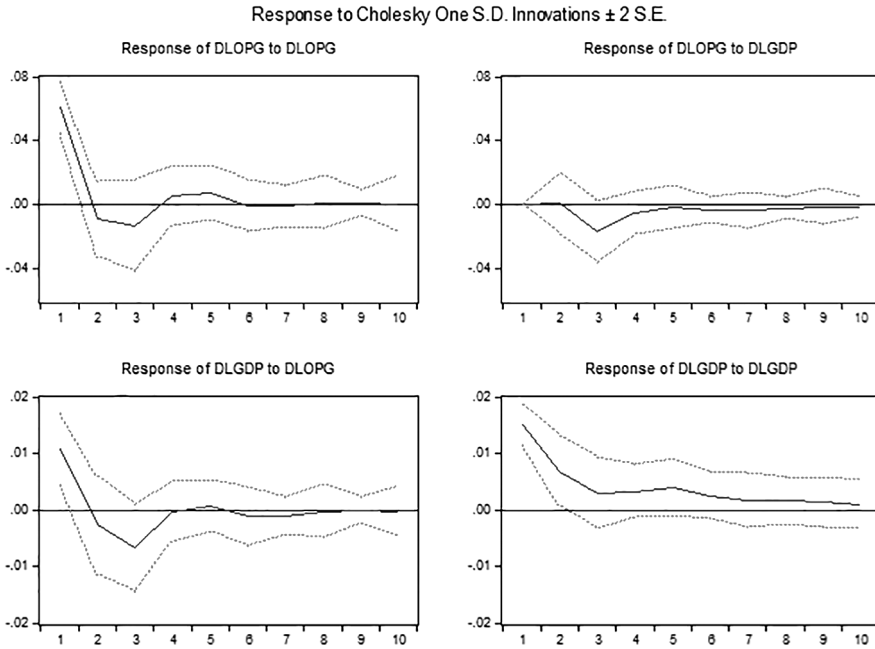 Response to Cholesky One S.D. Innovations ± 2 S.E.
Response of DLOPG to DLOPG
.08
.04
.00
-.04
1 2 3 4 5 6 7 8 9 10
Response of DLOPG to DLGDP
.08
.04
.00
-.04
1 2 3 4 5 6 7 8 9 10
Response of DLGDP to DLOPG
.02
.01
.00
-.01
-.02
1 2 3 4 5 6 7 8 9 10
Response of DLGDP to DLGDP
.02
.01
.00
-.01
-.02
1 2 3 4 5 6 7 8 9 10